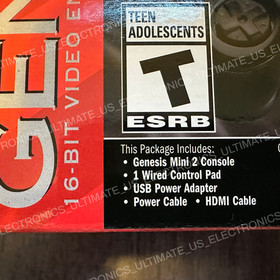 GEN
16-BIT VIDEO EN
TEEN
ADOLESCENTS
T
ESRB
This Package Includes:
• Genesis Mini 2 Console
• 1 Wired Control Pad
• USB Power Adapter
• Power Cable • HDMI Cable
ELECTRONICS_ULTIMATE_US_ELECTRONICS